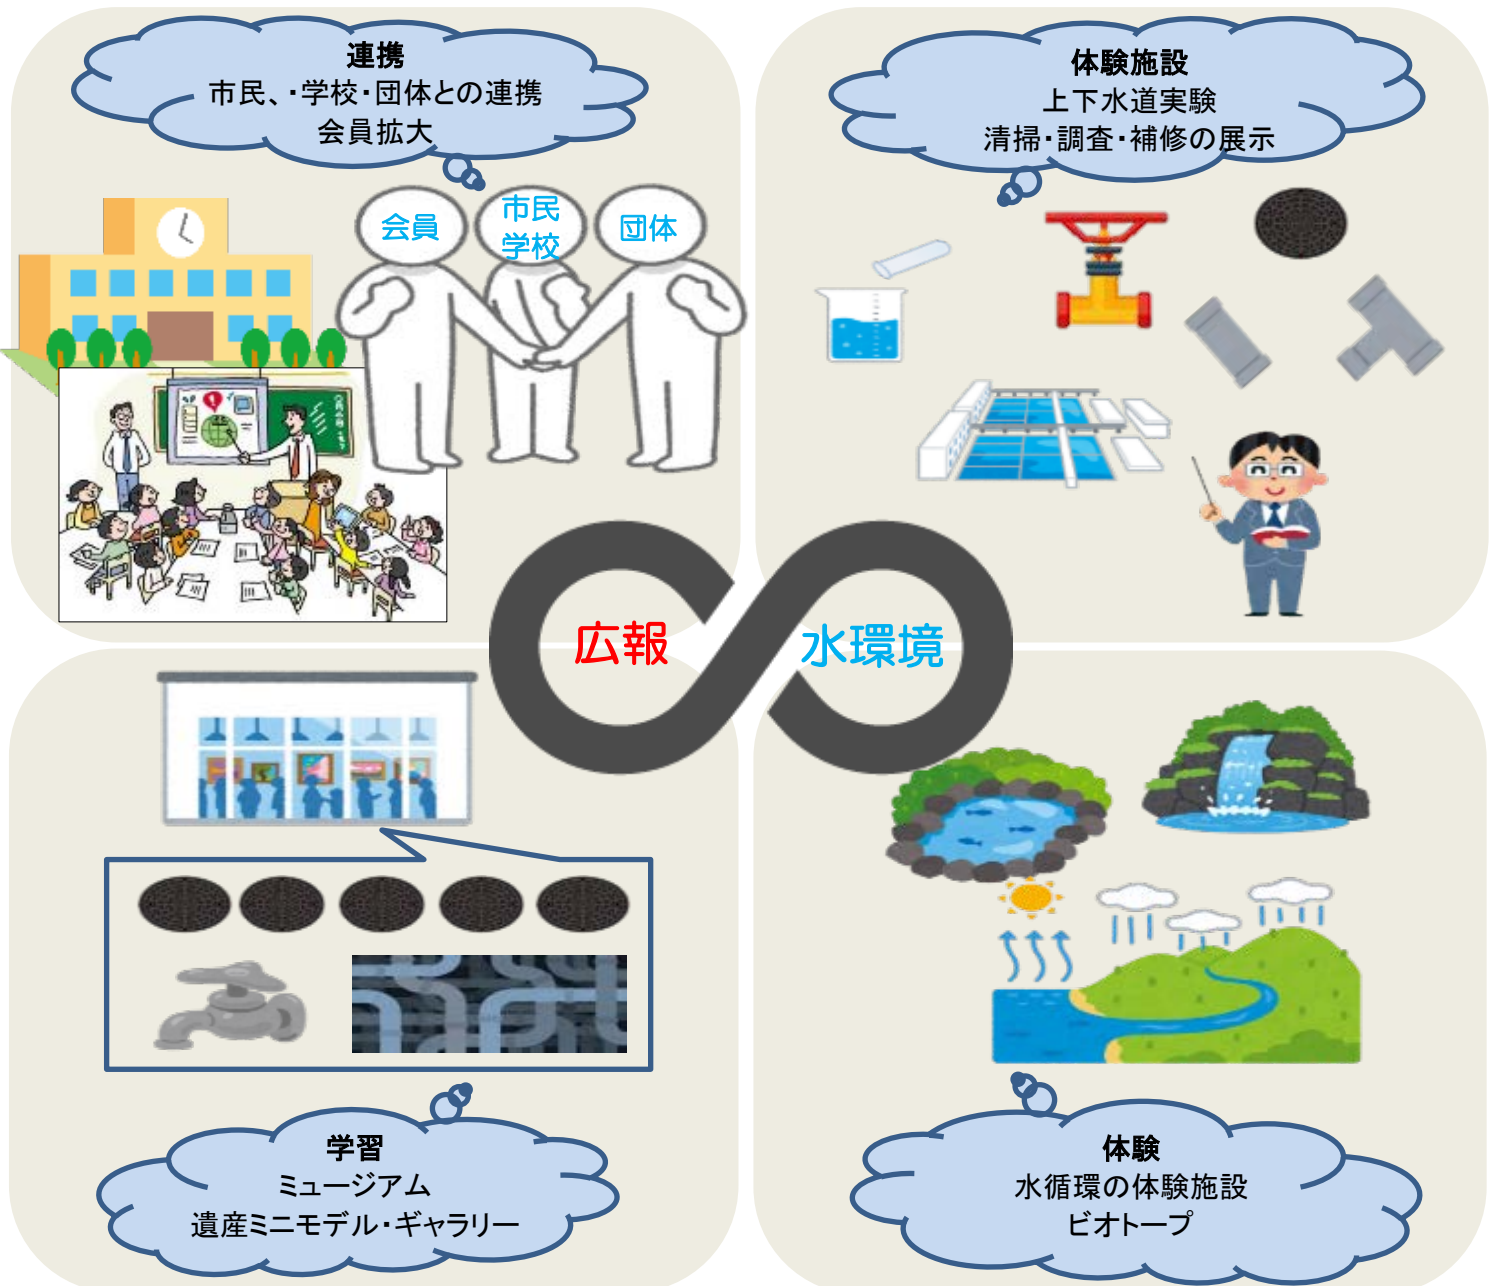 連携
市民、・学校・団体との連携
会員拡大
体験施設
上下水道実験
清掃・調査・補修の展示
会員
市民
学校
団体
広報
水環境
学習
ミュージアム
遺産ミニモデル・ギャラリー
体験
水循環の体験施設
ビオトープ